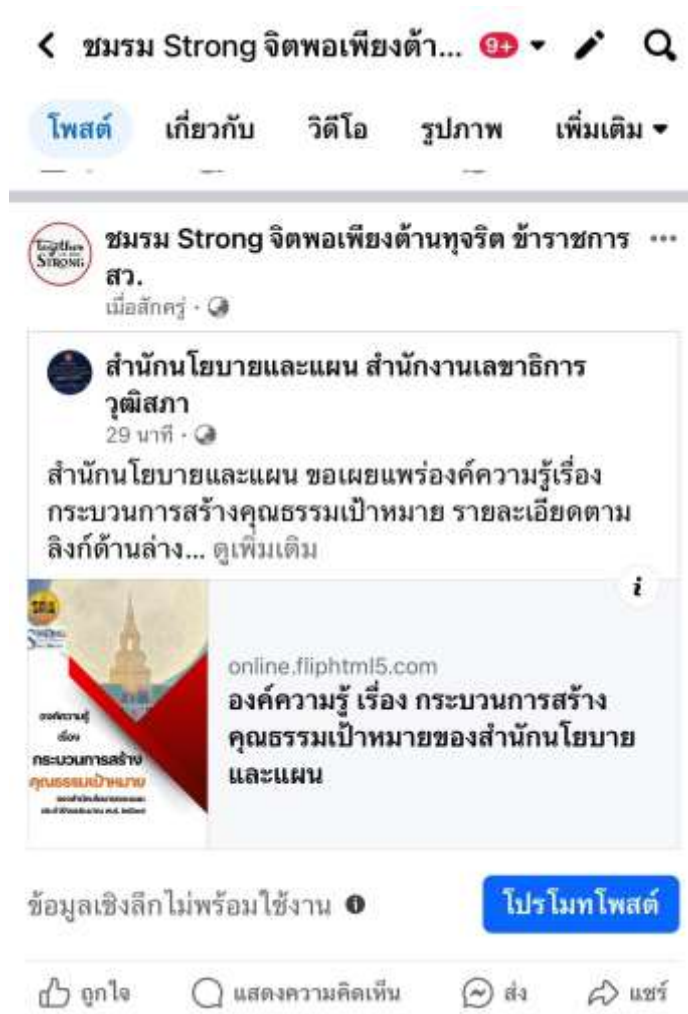 ชมรม Strong จิตพอเพียงต้า... 9+
โพสต์ เกี่ยวกับ วิดีโอ รูปภาพ เพิ่มเติม
Together
STRONG
ชมรม Strong จิตพอเพียงต้านทุจริต ข้าราชการ
สว.
เมื่อสักครู่ ·
สำนักนโยบายและแผน สำนักงานเลขาธิการ
วุฒิสภา
29 นาที ·
สำนักนโยบายและแผน ขอเผยแพร่องค์ความรู้เรื่อง
กระบวนการสร้างคุณธรรมเป้าหมาย รายละเอียดตาม
ลิงก์ด้านล่าง... ดูเพิ่มเติม
องค์ความรู้
เรื่อง
กระบวนการสร้าง
คุณธรรมเป้าหมาย
online.fliphtml5.com
องค์ความรู้ เรื่อง กระบวนการสร้าง
คุณธรรมเป้าหมายของสำนักนโยบาย
และแผน
ข้อมูลเชิงลึกไม่พร้อมใช้งาน โปรโมทโพสต์
ถูกใจ แสดงความคิดเห็น ส่ง แชร์